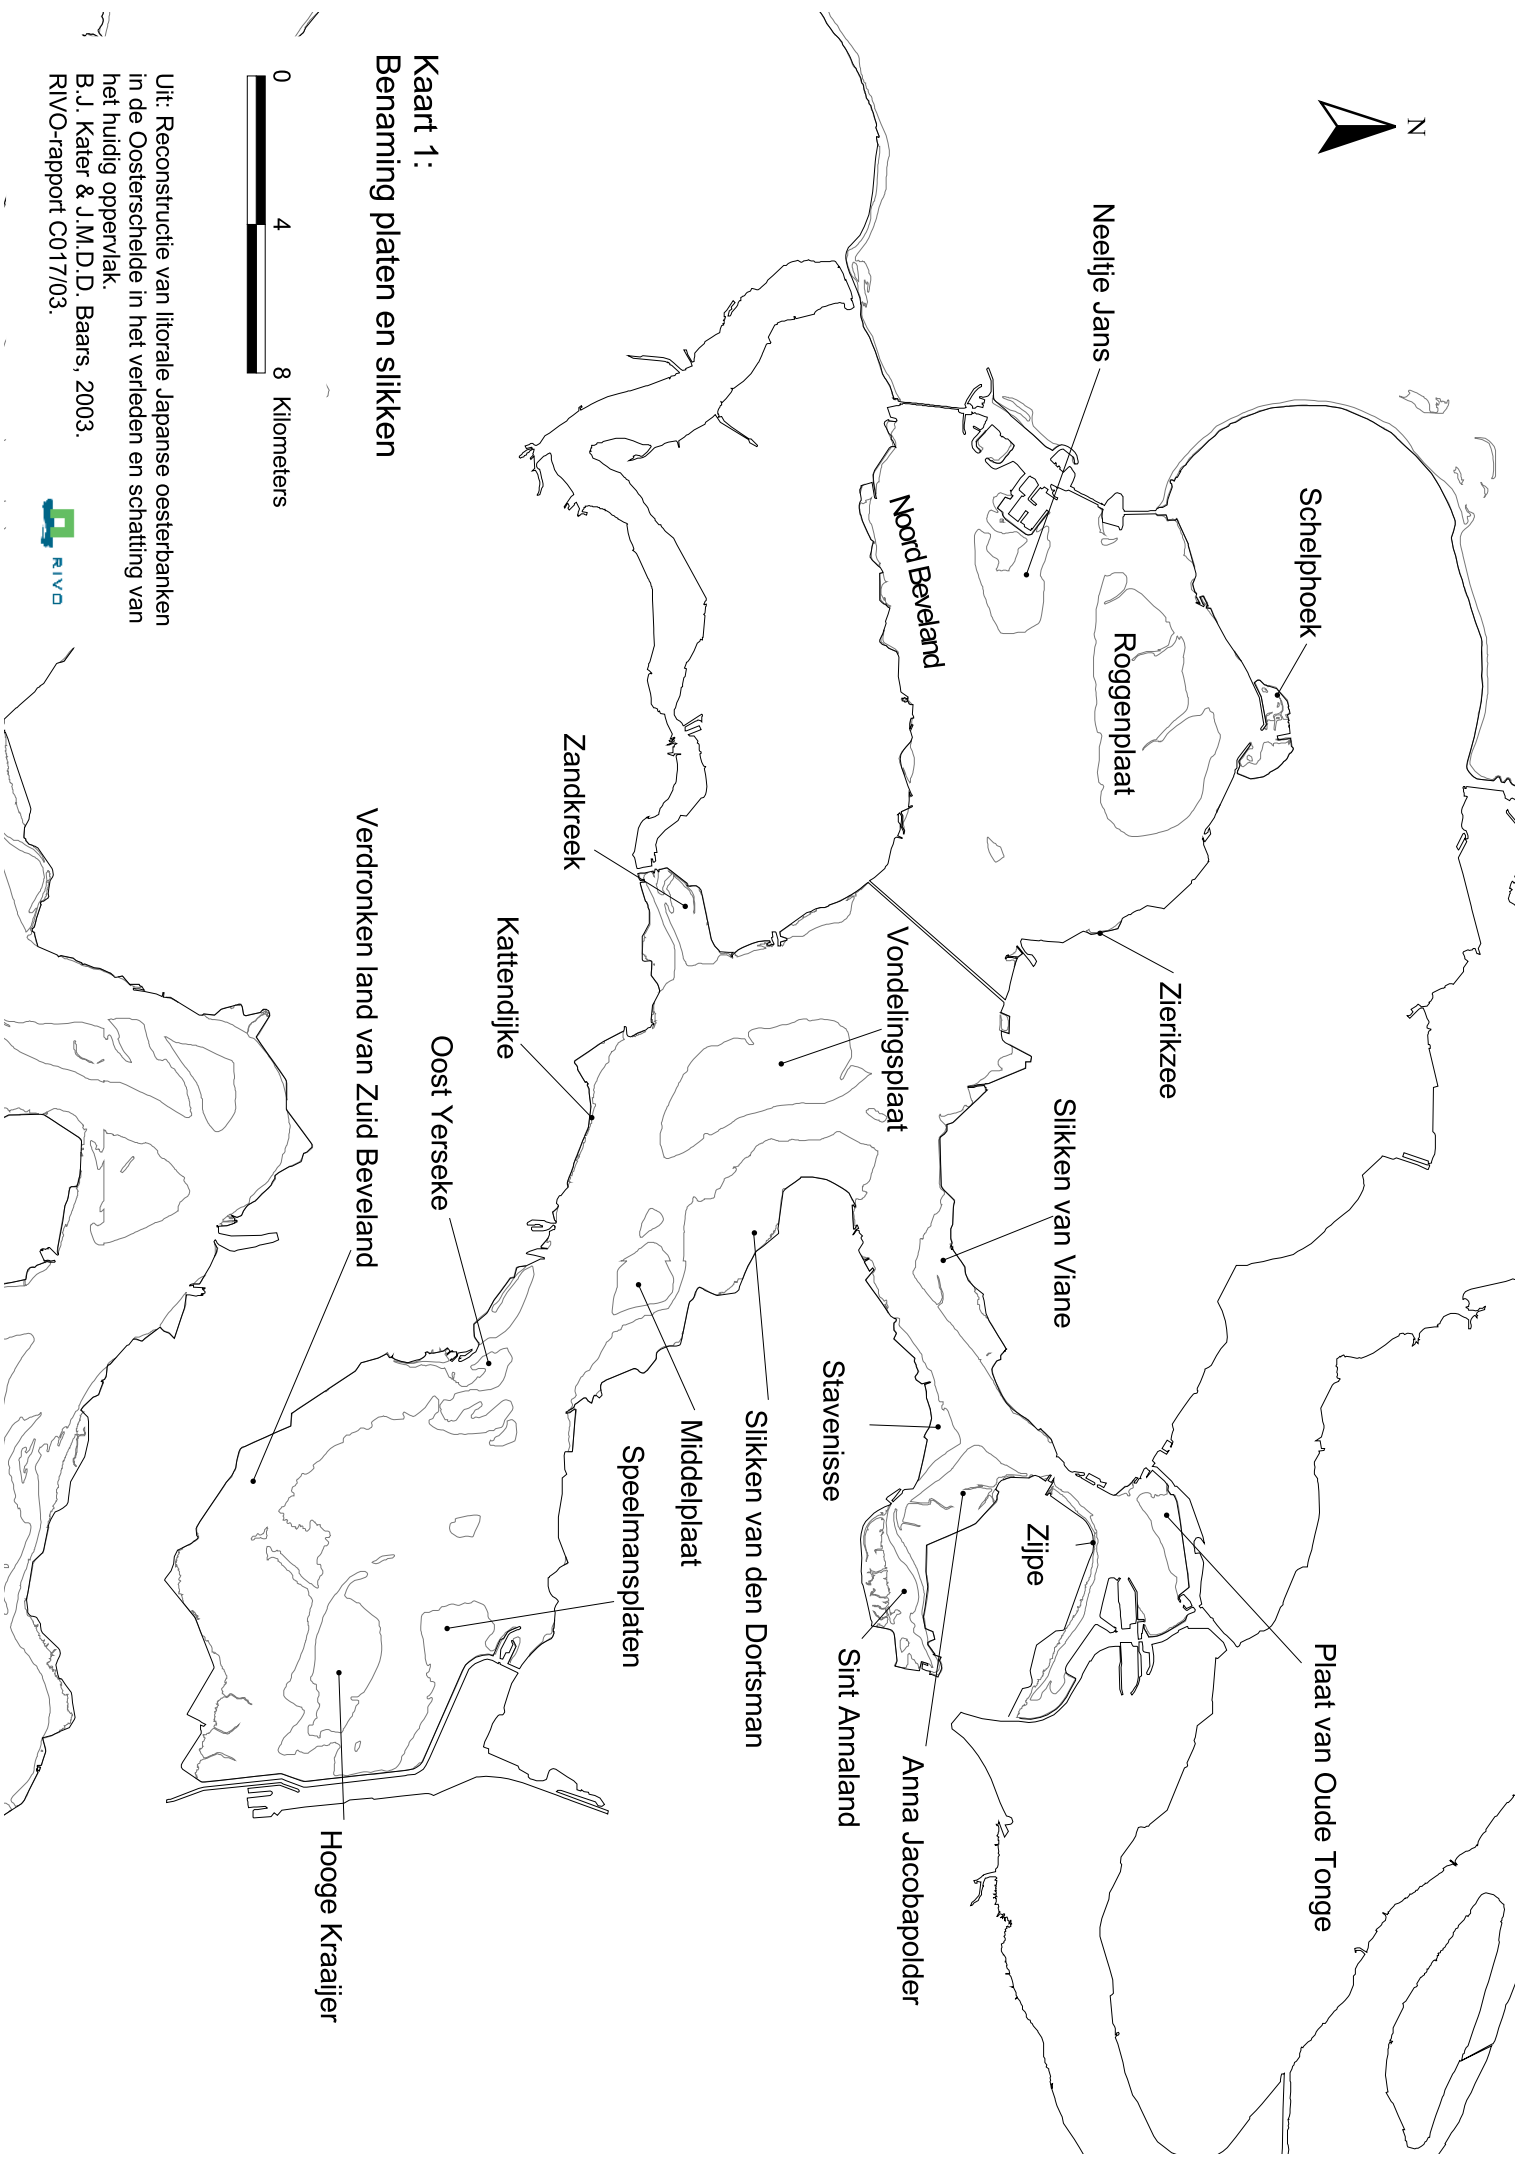 N
Neeltje Jans
Schelphoek
Noord Beveland
Roggenplaat
Zierikzee
Slikken van Viane
Vondelingsplaat
Zandkreek
Kattendijke
Oost Yerseke
Verdronken land van Zuid Beveland
Stavenisse
Zijpe
Plaat van Oude Tonge
Anna Jacobapolder
Sint Annaland
Slikken van den Dortsman
Middelplaat
Speelmansplaten
Hooge Kraaijer
Kaart 1:
Benaming platen en slikken
0 4 8 Kilometers
Uit: Reconstructie van litorale Japanse oesterbanken
in de Oosterschelde in het verleden en schatting van
het huidig oppervlak.
B.J. Kater & J.M.D.D. Baars, 2003.
RIVO-rapport C017/03.
RIVO